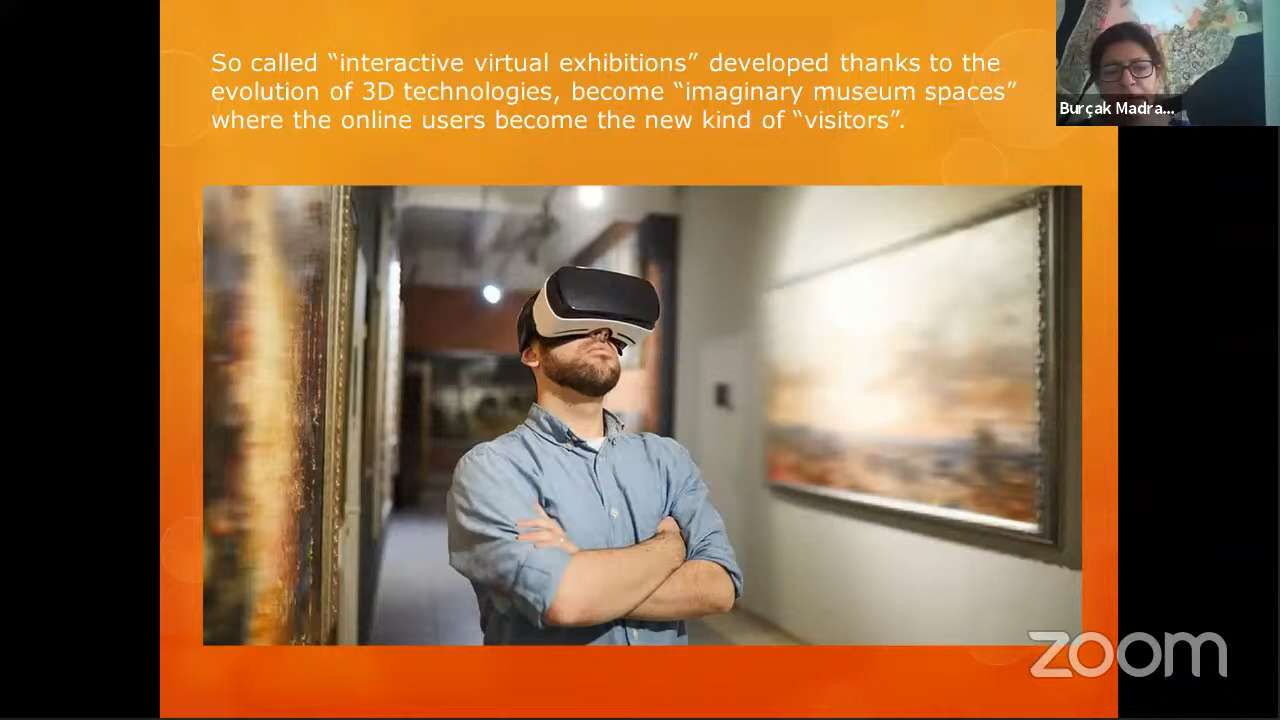 So called “interactive virtual exhibitions” developed thanks to the
evolution of 3D technologies, become “imaginary museum spaces”
where the online users become the new kind of “visitors”.
Burçak Madra...
zoom